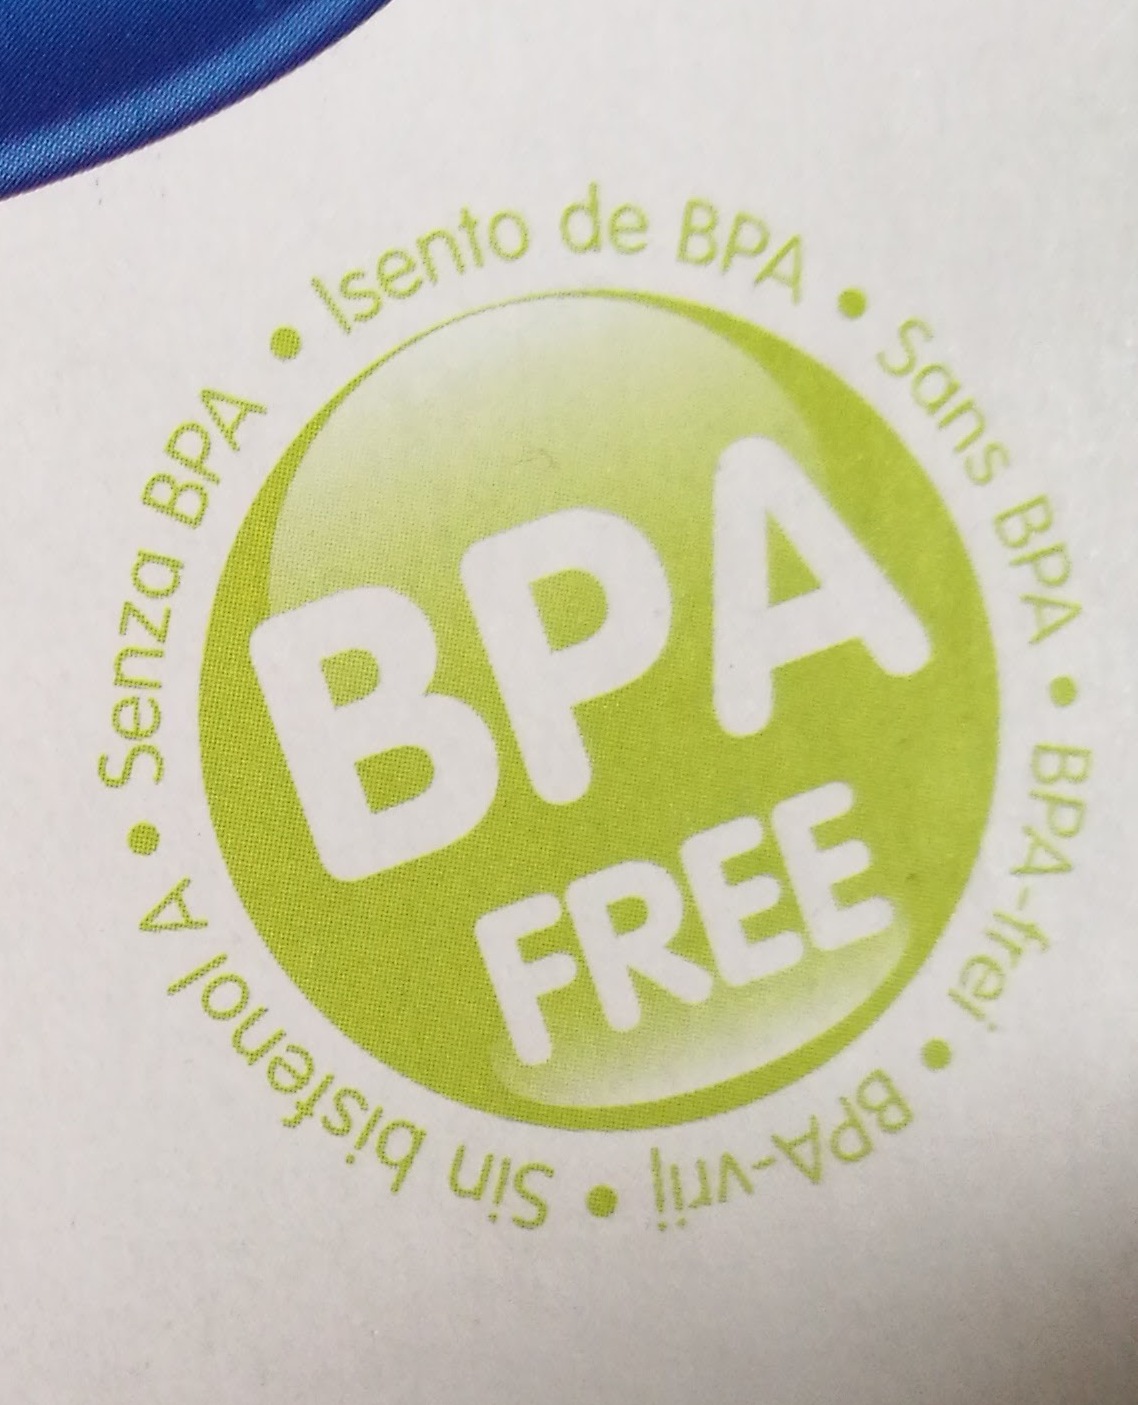 BPA
FREE
Isento de BPA • Sans BPA • BPA-frei • BPA-vrij • Sin bisfenol A • Senza BPA •